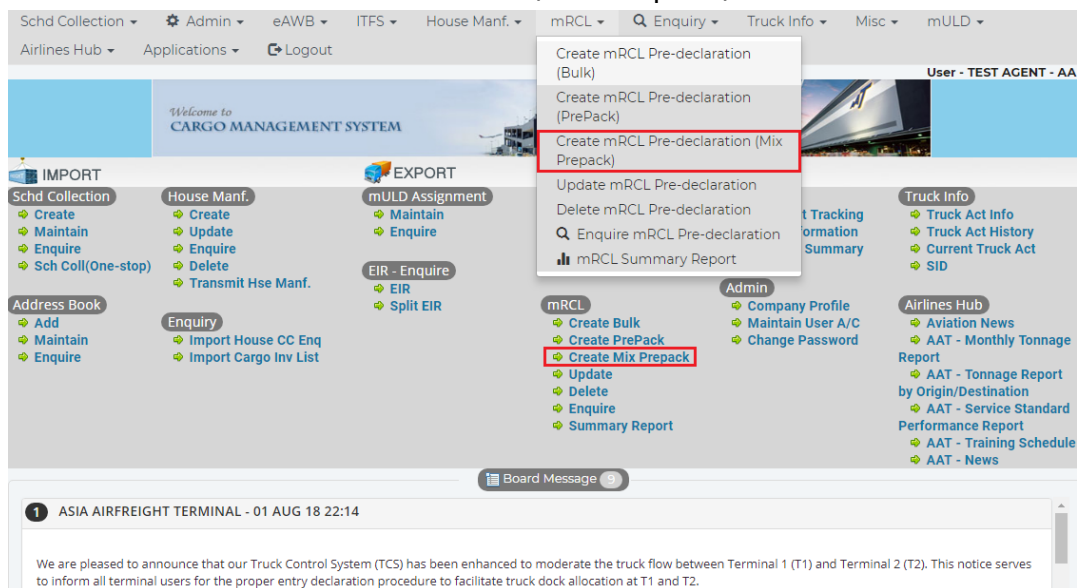 Schd Collection Admin eAWB ITFS House Manf. mRCL Enquiry Truck Info Misc mULD
Airlines Hub Applications Logout
Create mRCL Pre-declaration
(Bulk)
Create mRCL Pre-declaration
(PrePack)
Create mRCL Pre-declaration (Mix
Prepack)
Update mRCL Pre-declaration
Delete mRCL Pre-declaration
Enquire mRCL Pre-declaration
mRCL Summary Report
User - TEST AGENT - AA
Welcome to
CARGO MANAGEMENT SYSTEM
IMPORT
Schd Collection
Create
Maintain
Enquire
Sch Coll(One-stop)
Address Book
Add
Maintain
Enquire
House Manf.
Create
Update
Enquire
Delete
Transmit Hse Manf.
Enquiry
Import House CC Enq
Import Cargo Inv List
EXPORT
mULD Assignment
Maintain
Enquire
EIR - Enquire
EIR
Split EIR
mRCL
Create Bulk
Create PrePack
Create Mix Prepack
Update
Delete
Enquire
Summary Report
t Tracking
ormation
Summary
Admin
Company Profile
Maintain User A/C
Change Password
Truck Info
Truck Act Info
Truck Act History
Current Truck Act
SID
Airlines Hub
Aviation News
AAT - Monthly Tonnage
Report
AAT - Tonnage Report
by Origin/Destination
AAT - Service Standard
Performance Report
AAT - Training Schedule
AAT - News
Board Message 9
1 ASIA AIRFREIGHT TERMINAL - 01 AUG 18 22:14
We are pleased to announce that our Truck Control System (TCS) has been enhanced to moderate the truck flow between Terminal 1 (T1) and Terminal 2 (T2). This notice serves
to inform all terminal users for the proper entry declaration procedure to facilitate truck dock allocation at T1 and T2.